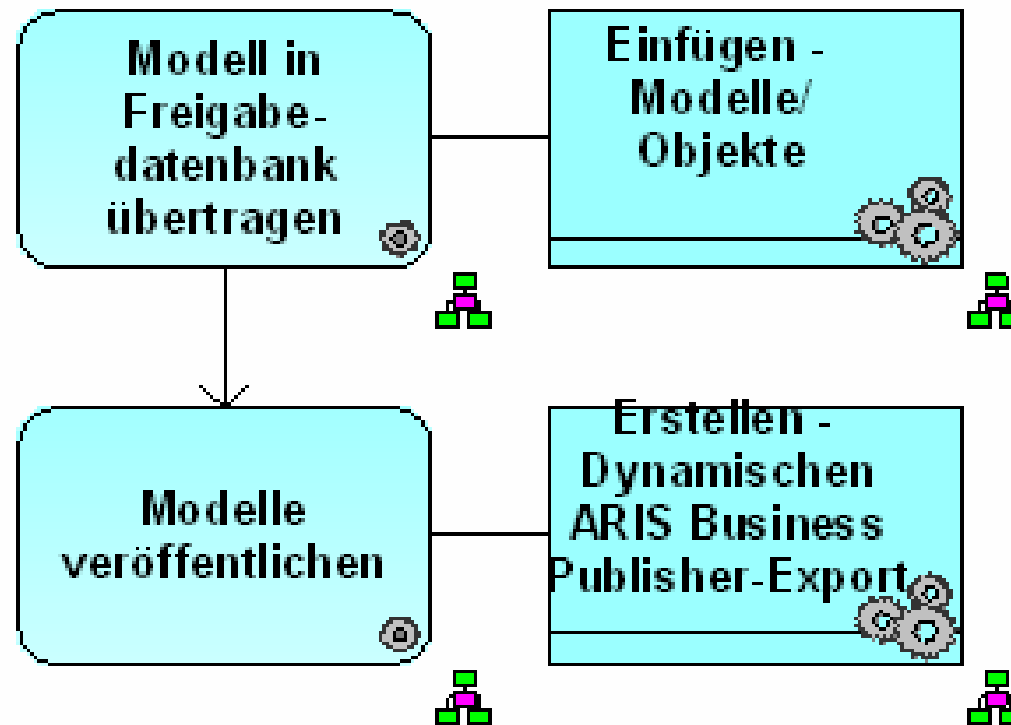 Modell in
Freigabe-
datenbank
übertragen
Einfügen -
Modelle/
Objekte
Modelle
veröffentlichen
Erstellen -
Dynamischen
ARIS Business
Publisher-Export